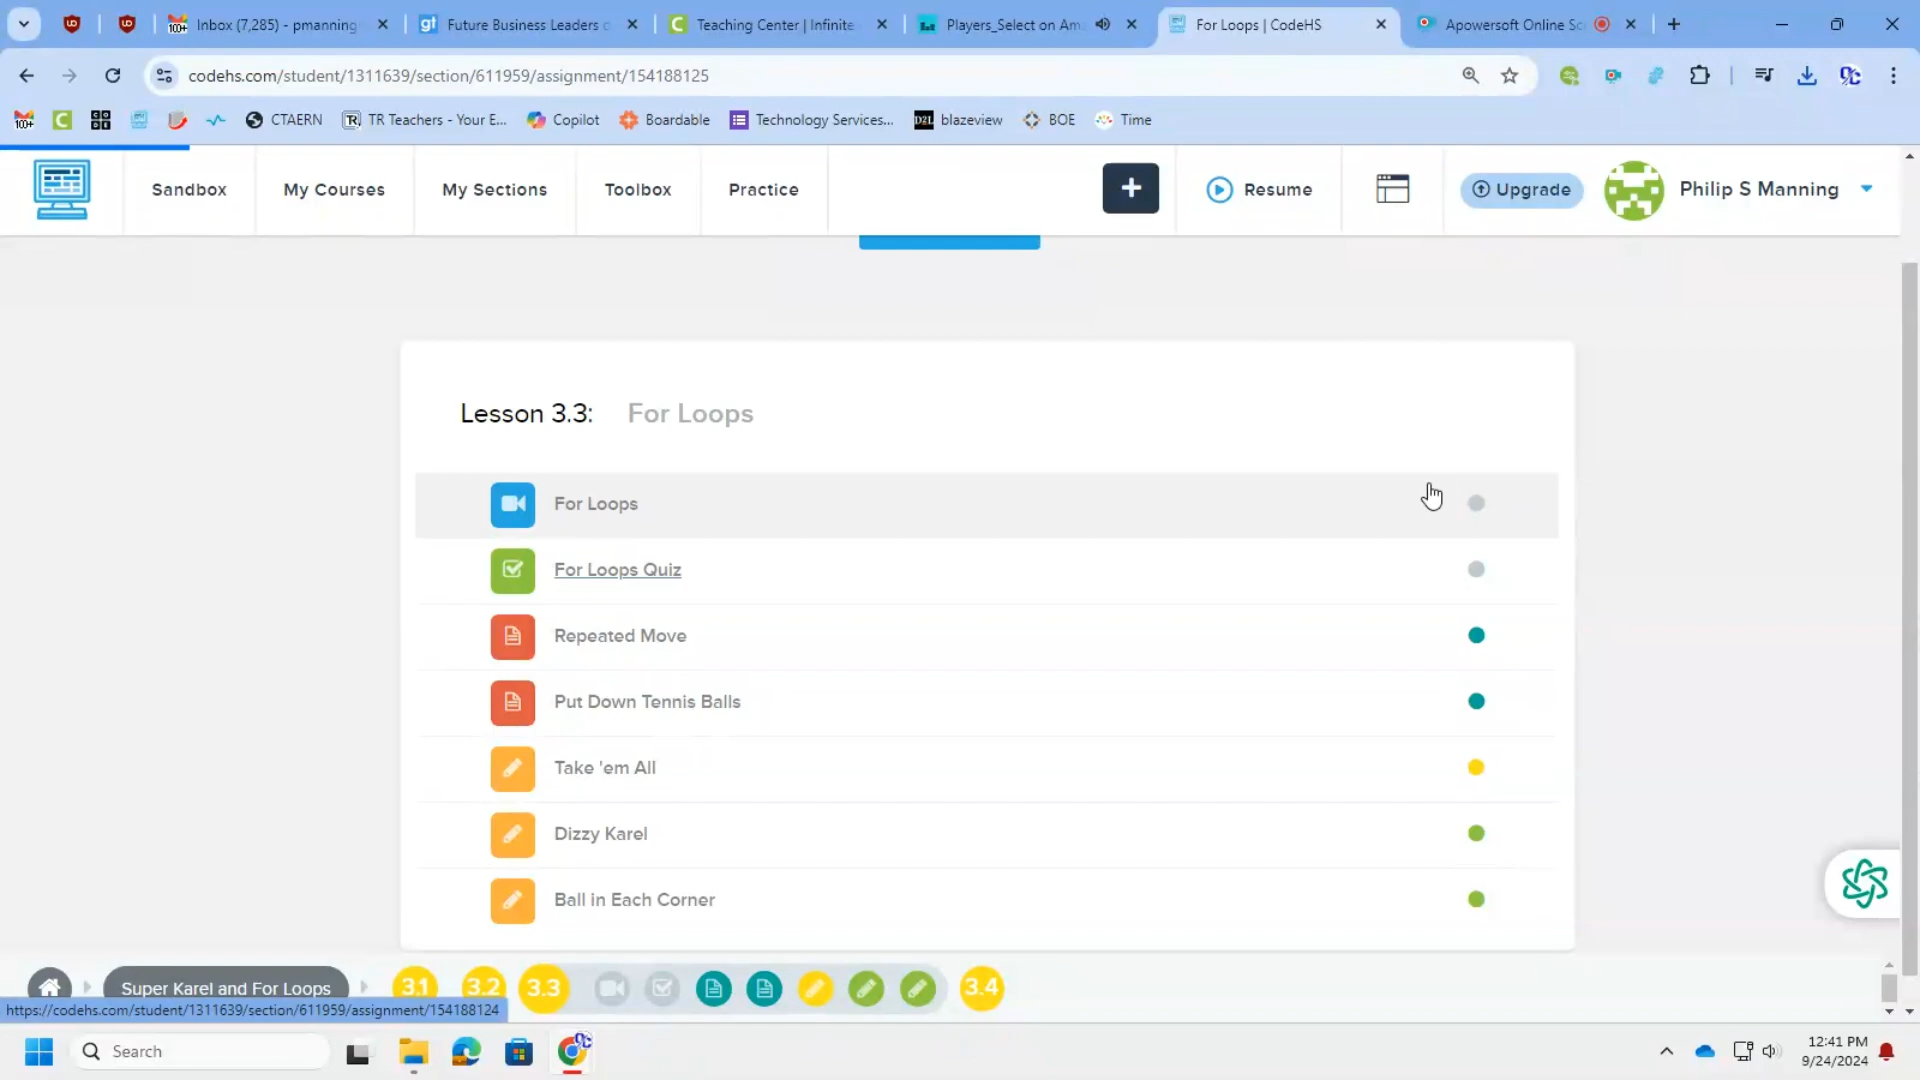 Inbox (7,285) - pmanning
Future Business Leaders o
Teaching Center | Infinite
Players_Select on Am
For Loops | CodeHS
Apowersoft Online Sc
codehs.com/student/1311639/section/611959/assignment/154188125
CTAERN
TR Teachers - Your E...
Copilot
Boardable
Technology Services...
D2L
blazeview
BOE
Time
Sandbox
My Courses
My Sections
Toolbox
Practice
+
Resume
Upgrade
Philip S Manning
Lesson 3.3: For Loops
For Loops
For Loops Quiz
Repeated Move
Put Down Tennis Balls
Take 'em All
Dizzy Karel
Ball in Each Corner
Super Karel and For Loops
3.1
3.2
3.3
3.4
https://codehs.com/student/1311639/section/611959/assignment/154188124
Search
12:41 PM
9/24/2024